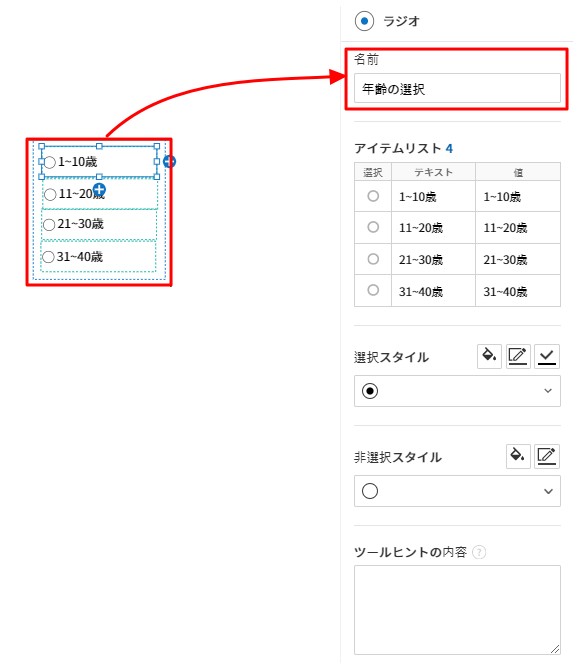 1~10歳
11~20歳
21~30歳
31~40歳
ラジオ
名前
年齢の選択
アイテムリスト 4
選択 テキスト 値
1~10歳 1~10歳
11~20歳 11~20歳
21~30歳 21~30歳
31~40歳 31~40歳
選択スタイル
非選択スタイル
ツールヒントの内容 ?